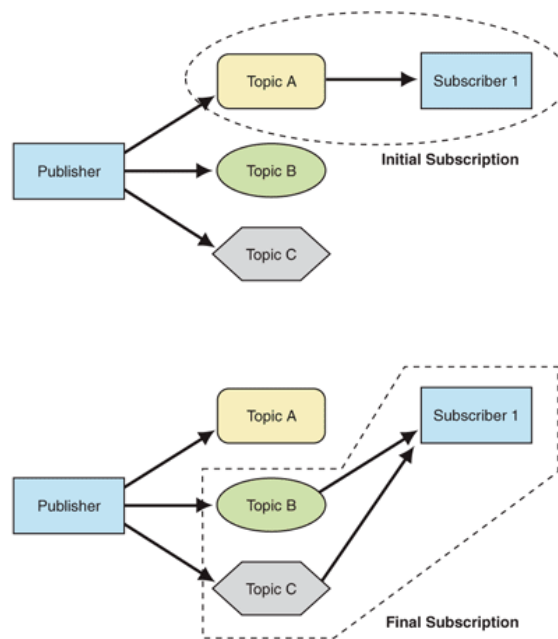 Topic A
Subscriber 1
Initial Subscription
Publisher
Topic B
Topic C
Topic A
Subscriber 1
Publisher
Topic B
Topic C
Final Subscription